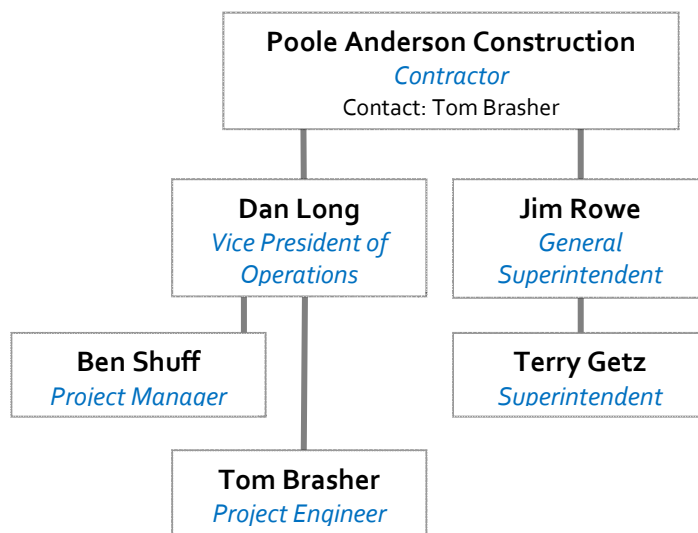 Poole Anderson Construction
Contractor
Contact: Tom Brasher
Dan Long
Vice President of
Operations
Jim Rowe
General
Superintendent
Ben Shuff
Project Manager
Terry Getz
Superintendent
Tom Brasher
Project Engineer